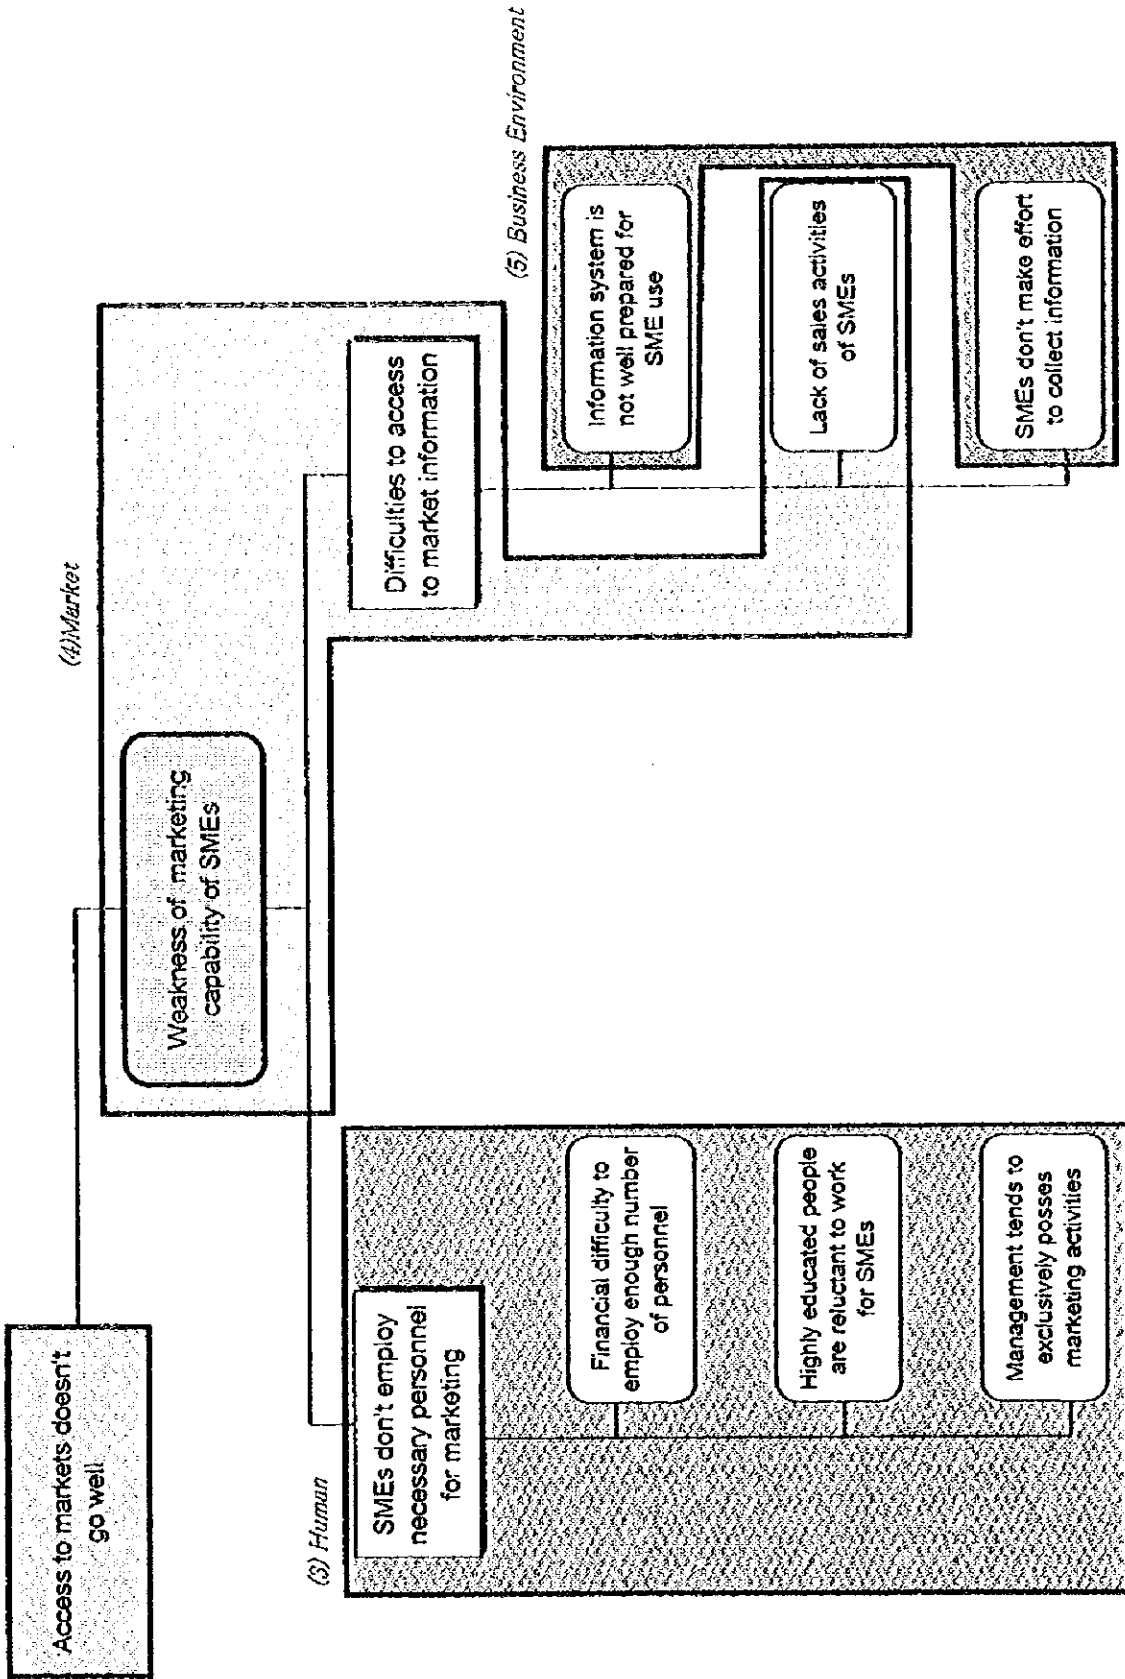 Access to markets doesn't
go well
(4)Market
Weakness of marketing
capability of SMEs
(3) Human
SMEs don't employ
necessary personnel
for marketing
Financial difficulty to
employ enough number
of personnel
Highly educated people
are reluctant to work
for SMEs
Management tends to
exclusively posses
marketing activities
Difficulties to access
to market information
(5) Business Environment
Information system is
not well prepared for
SME use
Lack of sales activities
of SMEs
SMEs don't make effort
to collect information